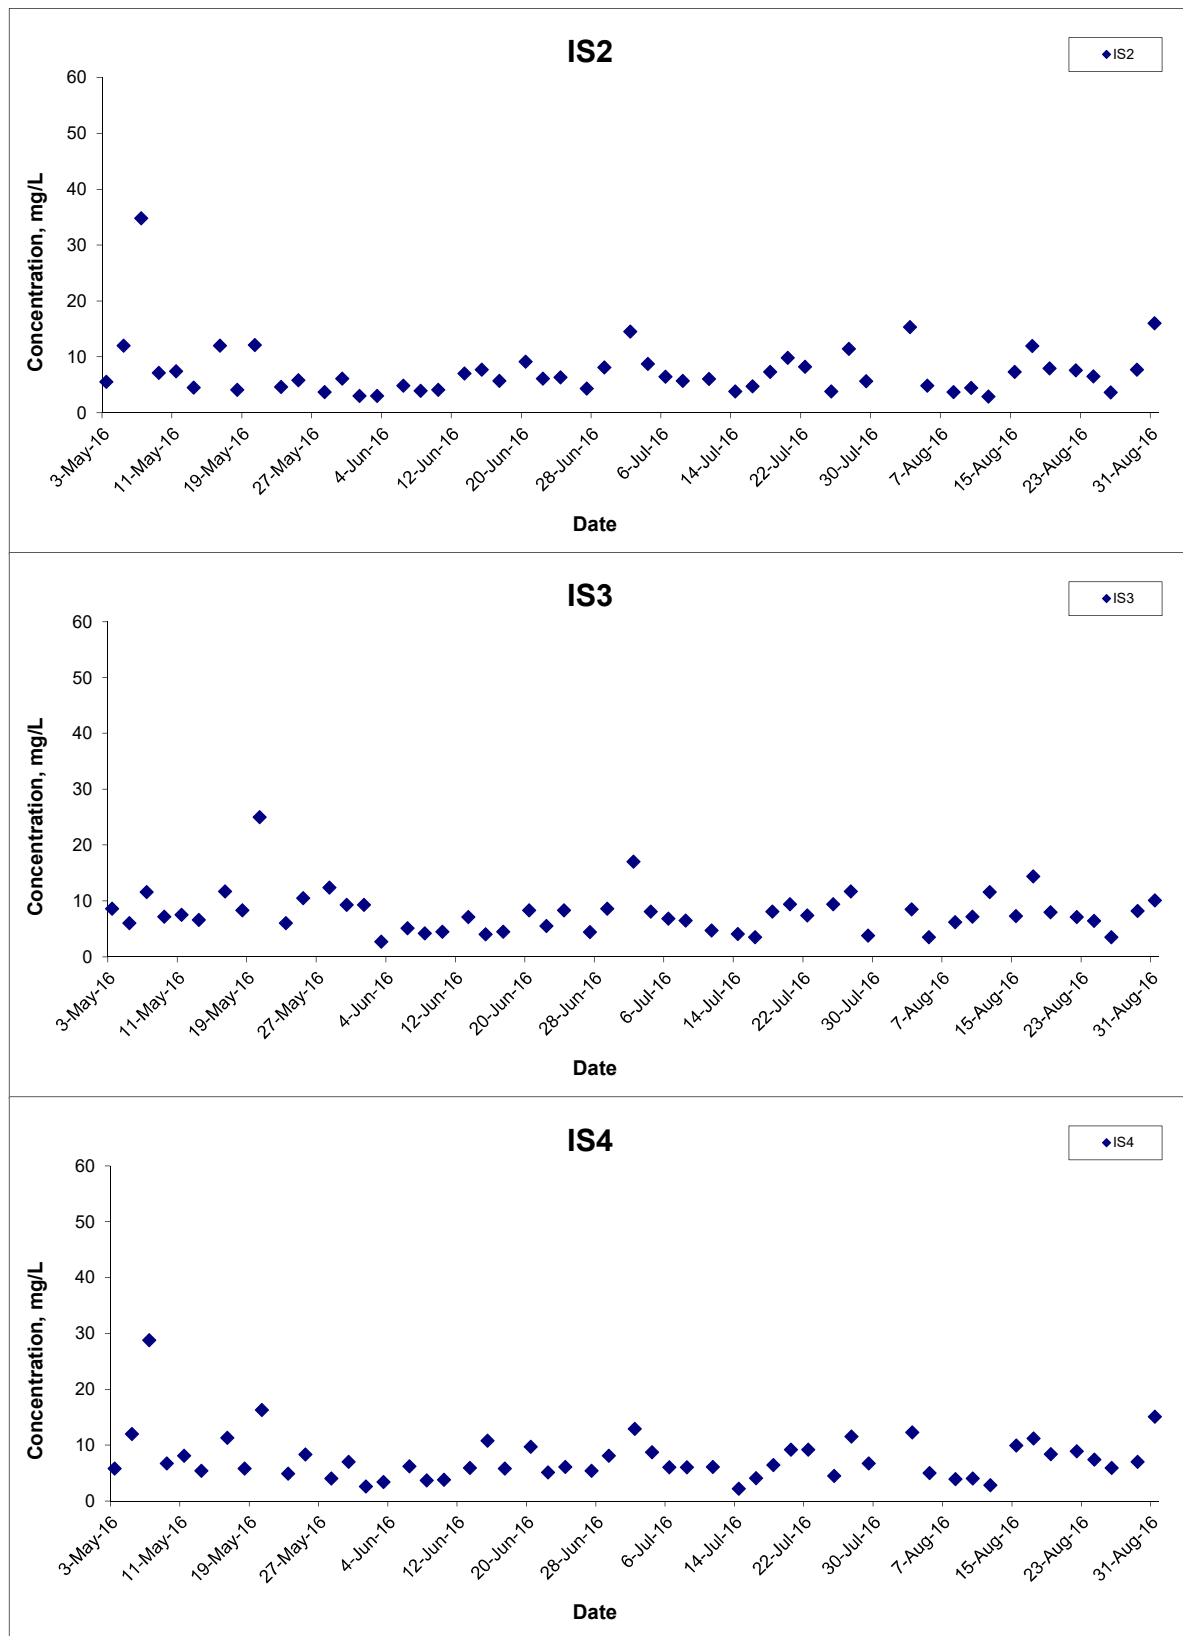 IS2
IS2
60
50
40
30
20
10
0
Concentration, mg/L
3-May-16
11-May-16
19-May-16
27-May-16
4-Jun-16
12-Jun-16
20-Jun-16
28-Jun-16
6-Jul-16
14-Jul-16
22-Jul-16
30-Jul-16
7-Aug-16
15-Aug-16
23-Aug-16
31-Aug-16
Date
IS3
IS3
60
50
40
30
20
10
0
Concentration, mg/L
3-May-16
11-May-16
19-May-16
27-May-16
4-Jun-16
12-Jun-16
20-Jun-16
28-Jun-16
6-Jul-16
14-Jul-16
22-Jul-16
30-Jul-16
7-Aug-16
15-Aug-16
23-Aug-16
31-Aug-16
Date
IS4
IS4
60
50
40
30
20
10
0
Concentration, mg/L
3-May-16
11-May-16
19-May-16
27-May-16
4-Jun-16
12-Jun-16
20-Jun-16
28-Jun-16
6-Jul-16
14-Jul-16
22-Jul-16
30-Jul-16
7-Aug-16
15-Aug-16
23-Aug-16
31-Aug-16
Date